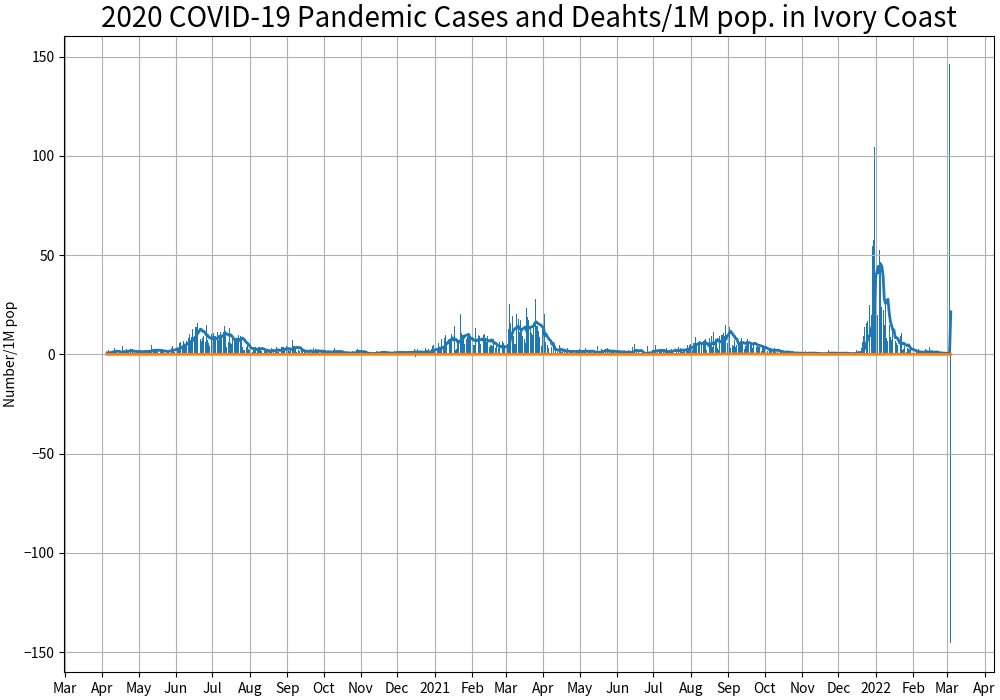 2020 COVID-19 Pandemic Cases and Deahts/1M pop. in Ivory Coast
Number/1M pop
150
100
50
0
−50
−100
−150
Mar Apr May Jun Jul Aug Sep Oct Nov Dec 2021 Feb Mar Apr May Jun Jul Aug Sep Oct Nov Dec 2022 Feb Mar Apr